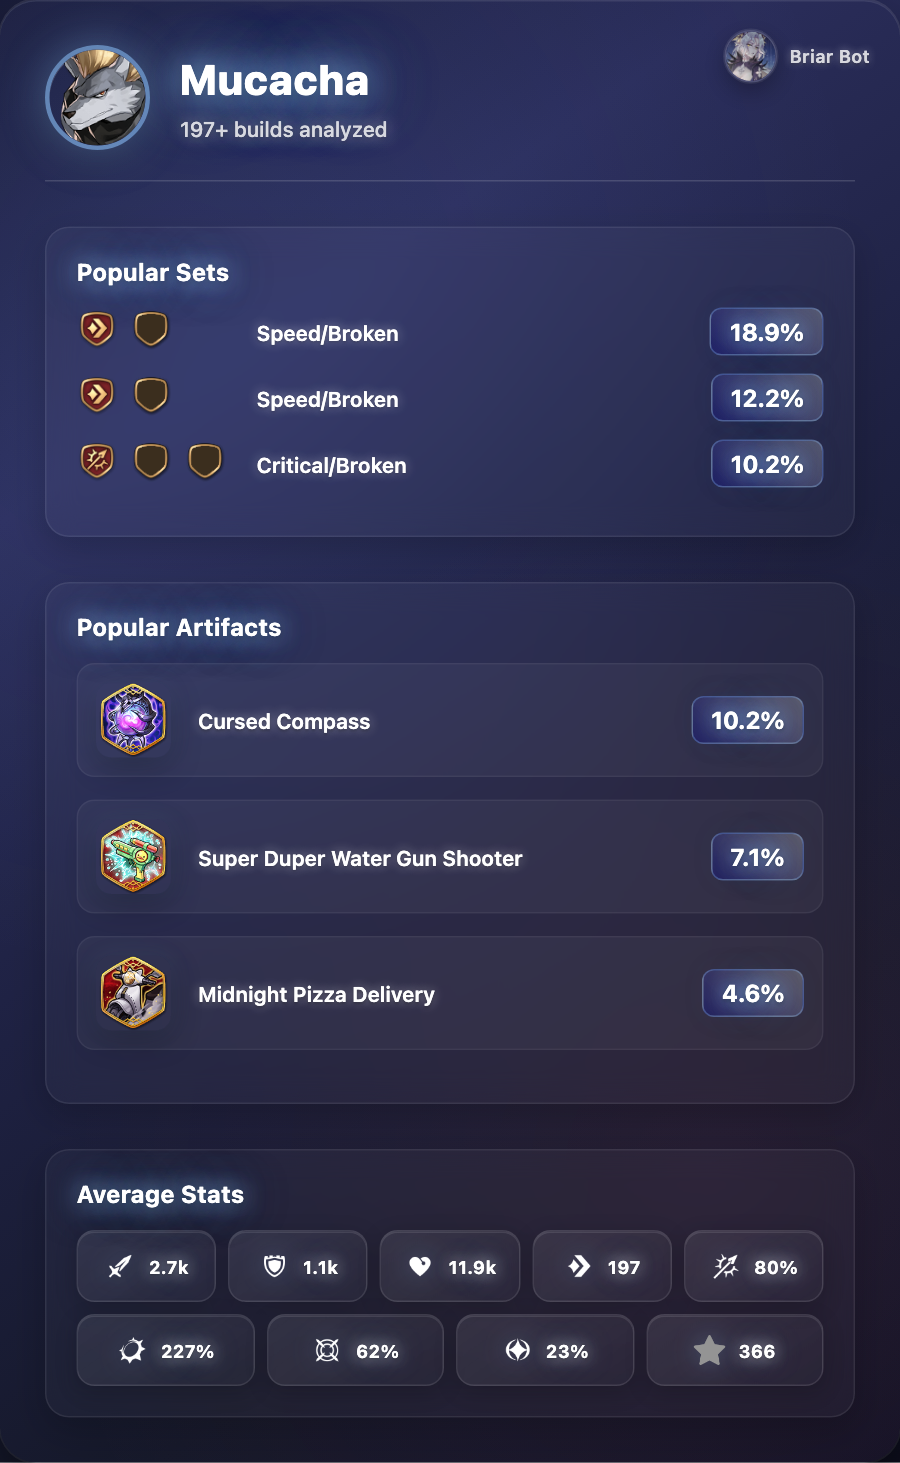 Mucacha
197+ builds analyzed
Briar Bot
Popular Sets
Speed/Broken 18.9%
Speed/Broken 12.2%
Critical/Broken 10.2%
Popular Artifacts
Cursed Compass 10.2%
Super Duper Water Gun Shooter 7.1%
Midnight Pizza Delivery 4.6%
Average Stats
2.7k 1.1k 11.9k 197 80%
227% 62% 23% 366